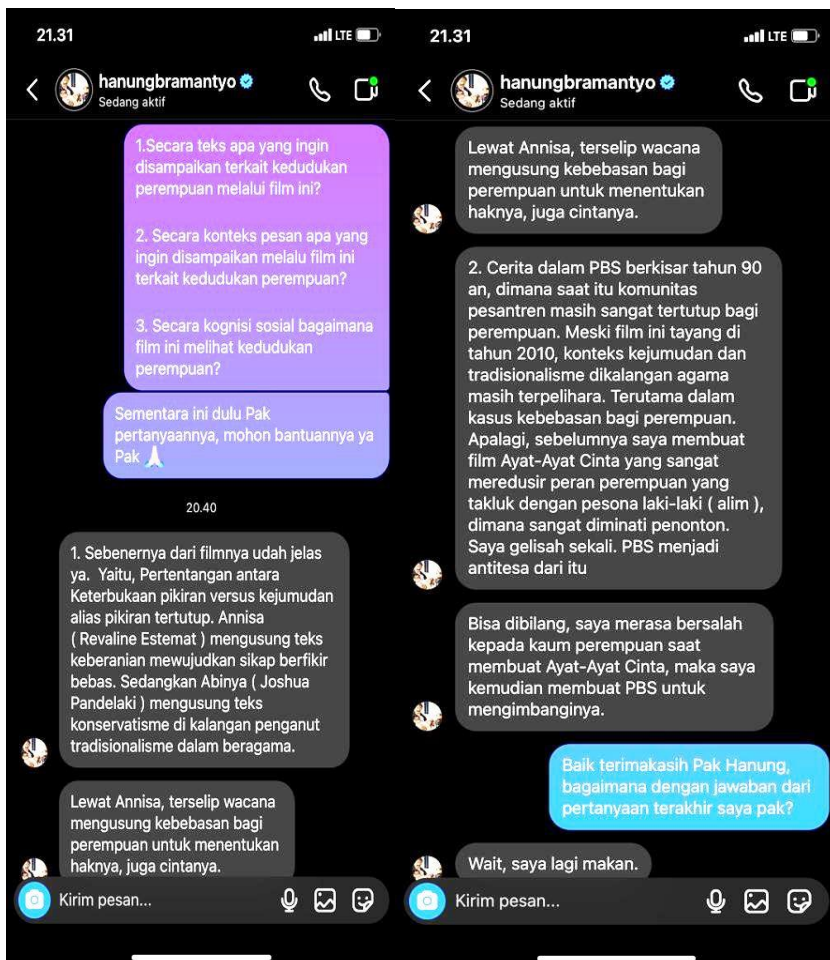 21.31
LTE
hanungbramantyo
Sedang aktif
1.Secara teks apa yang ingin
disampaikan terkait kedudukan
perempuan melalui film ini?
2. Secara konteks pesan apa yang
ingin disampaikan melalu film ini
terkait kedudukan perempuan?
3. Secara kognisi sosial bagaimana
film ini melihat kedudukan
perempuan?
Sementara ini dulu Pak
pertanyaannya, mohon bantuannya ya
Pak 🙏🏻
20.40
1. Sebenernya dari filmnya udah jelas
ya. Yaitu, Pertentangan antara
Keterbukaan pikiran versus kejumudan
alias pikiran tertutup. Annisa
( Revaline Estemat ) mengusung teks
keberanian mewujudkan sikap berfikir
bebas. Sedangkan Abinya ( Joshua
Pandelaki ) mengusung teks
konservatisme di kalangan penganut
tradisionalisme dalam beragama.
Lewat Annisa, terselip wacana
mengusung kebebasan bagi
perempuan untuk menentukan
haknya, juga cintanya.
Kirim pesan...
21.31
LTE
hanungbramantyo
Sedang aktif
Lewat Annisa, terselip wacana
mengusung kebebasan bagi
perempuan untuk menentukan
haknya, juga cintanya.
2. Cerita dalam PBS berkisar tahun 90
an, dimana saat itu komunitas
pesantren masih sangat tertutup bagi
perempuan. Meski film ini tayang di
tahun 2010, konteks kejumudan dan
tradisionalisme dikalangan agama
masih terpelihara. Terutama dalam
kasus kebebasan bagi perempuan.
Apalagi, sebelumnya saya membuat
film Ayat-Ayat Cinta yang sangat
meredusir peran perempuan yang
takluk dengan pesona laki-laki ( alim ),
dimana sangat diminati penonton.
Saya gelisah sekali. PBS menjadi
antitesa dari itu
Bisa dibilang, saya merasa bersalah
kepada kaum perempuan saat
membuat Ayat-Ayat Cinta, maka saya
kemudian membuat PBS untuk
mengimbanginya.
Baik terimakasih Pak Hanung,
bagaimana dengan jawaban dari
pertanyaan terakhir saya pak?
Wait, saya lagi makan.
Kirim pesan...